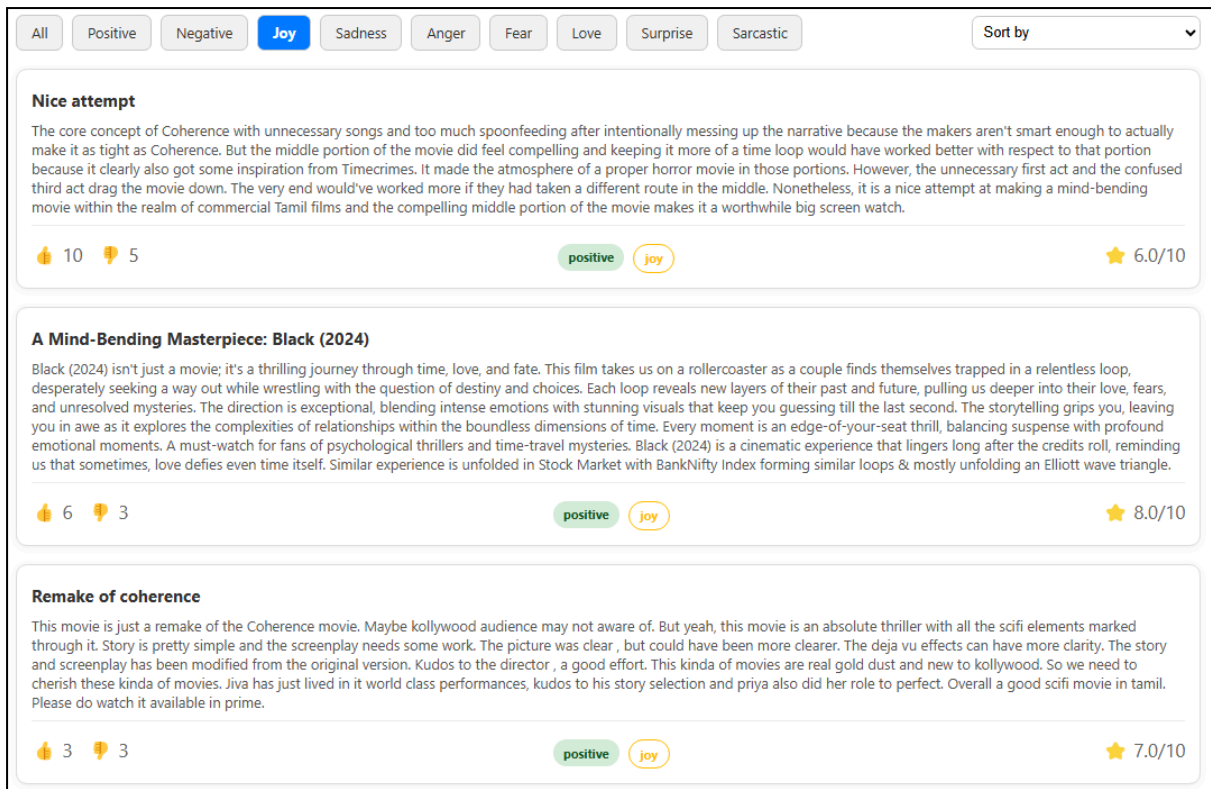 All Positive Negative Joy Sadness Anger Fear Love Surprise Sarcastic Sort by
Nice attempt
The core concept of Coherence with unnecessary songs and too much spoonfeeding after intentionally messing up the narrative because the makers aren't smart enough to actually
make it as tight as Coherence. But the middle portion of the movie did feel compelling and keeping it more of a time loop would have worked better with respect to that portion
because it clearly also got some inspiration from Timecrimes. It made the atmosphere of a proper horror movie in those portions. However, the unnecessary first act and the confused
third act drag the movie down. The very end would've worked more if they had taken a different route in the middle. Nonetheless, it is a nice attempt at making a mind-bending
movie within the realm of commercial Tamil films and the compelling middle portion of the movie makes it a worthwhile big screen watch.
10 5 positive joy 6.0/10
A Mind-Bending Masterpiece: Black (2024)
Black (2024) isn't just a movie; it's a thrilling journey through time, love, and fate. This film takes us on a rollercoaster as a couple finds themselves trapped in a relentless loop,
desperately seeking a way out while wrestling with the question of destiny and choices. Each loop reveals new layers of their past and future, pulling us deeper into their love, fears,
and unresolved mysteries. The direction is exceptional, blending intense emotions with stunning visuals that keep you guessing till the last second. The storytelling grips you, leaving
you in awe as it explores the complexities of relationships within the boundless dimensions of time. Every moment is an edge-of-your-seat thrill, balancing suspense with profound
emotional moments. A must-watch for fans of psychological thrillers and time-travel mysteries. Black (2024) is a cinematic experience that lingers long after the credits roll, reminding
us that sometimes, love defies even time itself. Similar experience is unfolded in Stock Market with BankNifty Index forming similar loops & mostly unfolding an Elliott wave triangle.
6 3 positive joy 8.0/10
Remake of coherence
This movie is just a remake of the Coherence movie. Maybe kollywood audience may not aware of. But yeah, this movie is an absolute thriller with all the scifi elements marked
through it. Story is pretty simple and the screenplay needs some work. The picture was clear , but could have been more clearer. The deja vu effects can have more clarity. The story
and screenplay has been modified from the original version. Kudos to the director , a good effort. This kinda of movies are real gold dust and new to kollywood. So we need to
cherish these kinda of movies. Jiva has just lived in it world class performances, kudos to his story selection and priya also did her role to perfect. Overall a good scifi movie in tamil.
Please do watch it available in prime.
3 3 positive joy 7.0/10